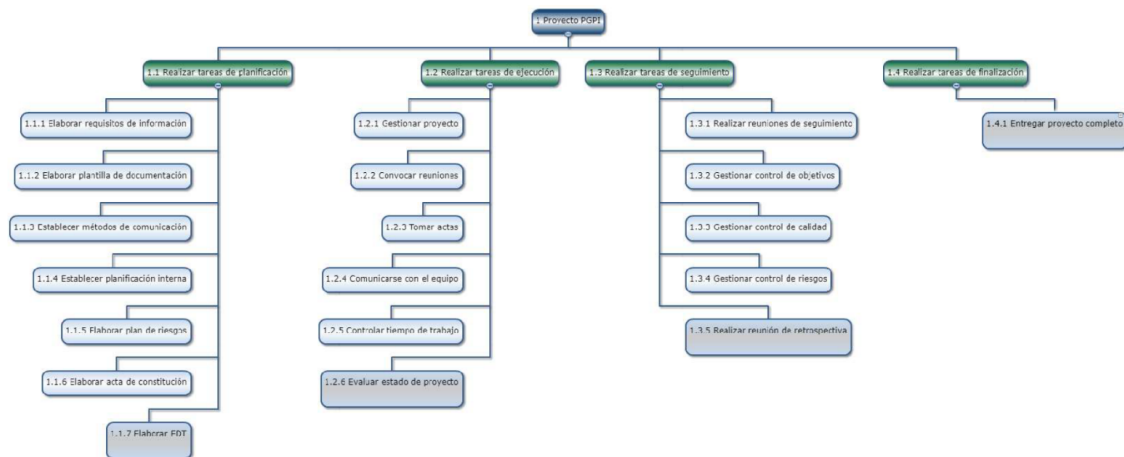 1 Proyecto PGPI
1.1 Realizar tareas de planificación
1.2 Realizar tareas de ejecución
1.3 Realizar tareas de seguimiento
1.4 Realizar tareas de finalización
1.1.1 Elaborar requisitos de información
1.1.2 Elaborar plantilla de documentación
1.1.3 Establecer métodos de comunicación
1.1.4 Establecer planificación interna
1.1.5 Elaborar plan de riesgos
1.1.6 Elaborar acta de constitución
1.1.7 Elaborar EDT
1.2.1 Gestionar proyecto
1.2.2 Convocar reuniones
1.2.3 Tomar actas
1.2.4 Comunicarse con el equipo
1.2.5 Controlar tiempo de trabajo
1.2.6 Evaluar estado de proyecto
1.3.1 Realizar reuniones de seguimiento
1.3.2 Gestionar control de objetivos
1.3.3 Gestionar control de calidad
1.3.4 Gestionar control de riesgos
1.3.5 Realizar reunión de retrospectiva
1.4.1 Entregar proyecto completo